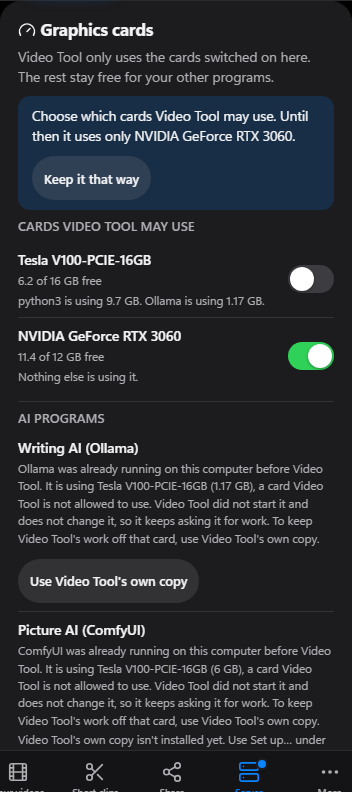 Graphics cards
Video Tool only uses the cards switched on here.
The rest stay free for your other programs.
Choose which cards Video Tool may use. Until
then it uses only NVIDIA GeForce RTX 3060.
Keep it that way
CARDS VIDEO TOOL MAY USE
Tesla V100-PCIE-16GB
6.2 of 16 GB free
python3 is using 9.7 GB. Ollama is using 1.17 GB.
NVIDIA GeForce RTX 3060
11.4 of 12 GB free
Nothing else is using it.
AI PROGRAMS
Writing AI (Ollama)
Ollama was already running on this computer before Video
Tool. It is using Tesla V100-PCIE-16GB (1.17 GB), a card Video
Tool is not allowed to use. Video Tool did not start it and
does not change it, so it keeps asking it for work. To keep
Video Tool's work off that card, use Video Tool's own copy.
Use Video Tool's own copy
Picture AI (ComfyUI)
ComfyUI was already running on this computer before Video
Tool. It is using Tesla V100-PCIE-16GB (6 GB), a card Video
Tool is not allowed to use. Video Tool did not start it and
does not change it, so it keeps asking it for work. To keep
Video Tool's work off that card, use Video Tool's own copy.
Video Tool's own copy isn't installed yet. Use Set up... under